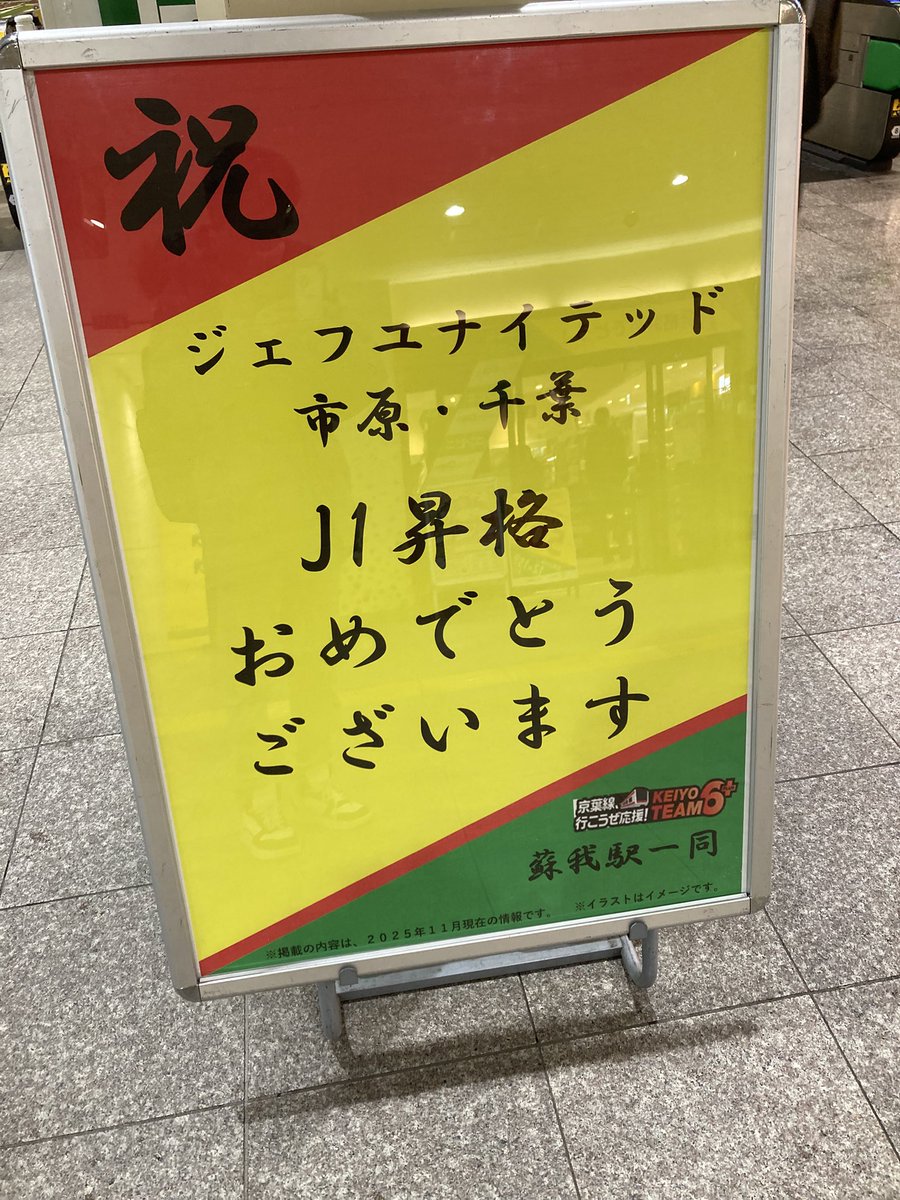 祝
ジェフユナイテッド
市原・千葉
J1昇格
おめでとう
ございます
京葉線、
行こうぜ応援!
KEIYO
TEAM6+
蘇我駅一同
※掲載の内容は、2025年11月現在の情報です。 ※イラストはイメージです。